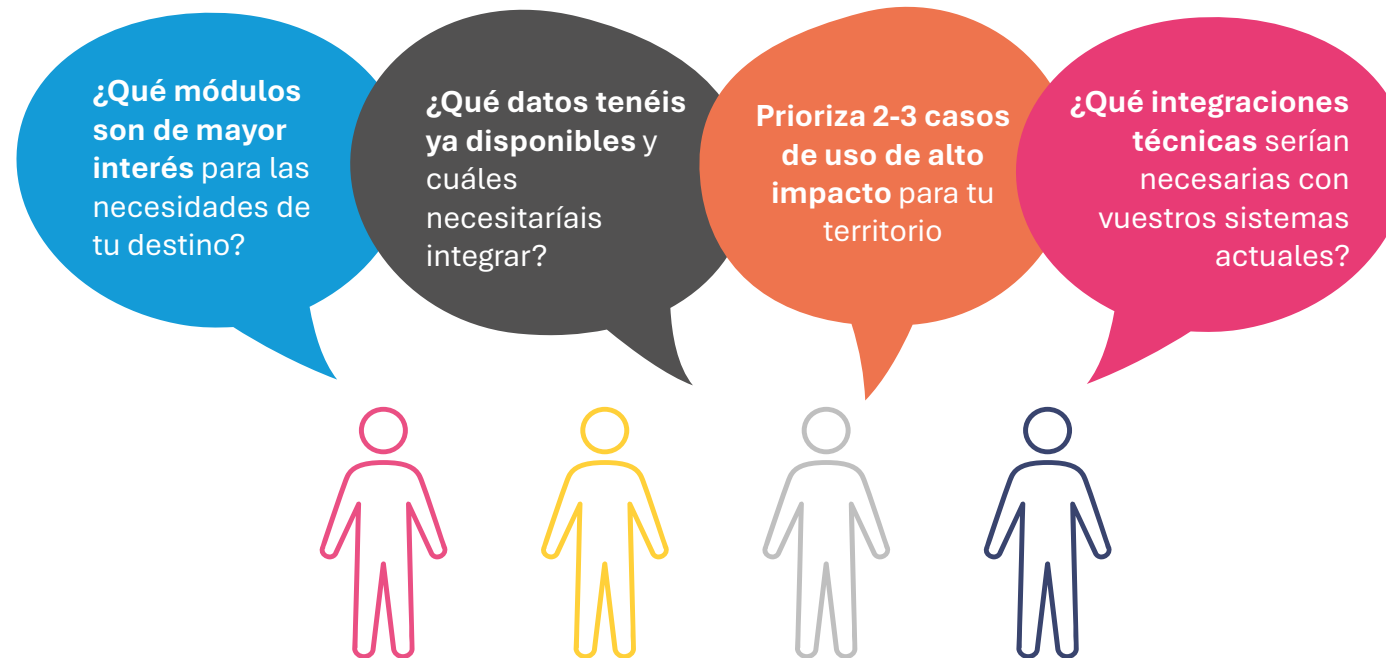 ¿Qué módulos
son de mayor
interés para las
necesidades de
tu destino?
¿Qué datos tenéis
ya disponibles y
cuáles
necesitaríais
integrar?
Prioriza 2-3 casos
de uso de alto
impacto para tu
territorio
¿Qué integraciones
técnicas serían
necesarias con
vuestros sistemas
actuales?